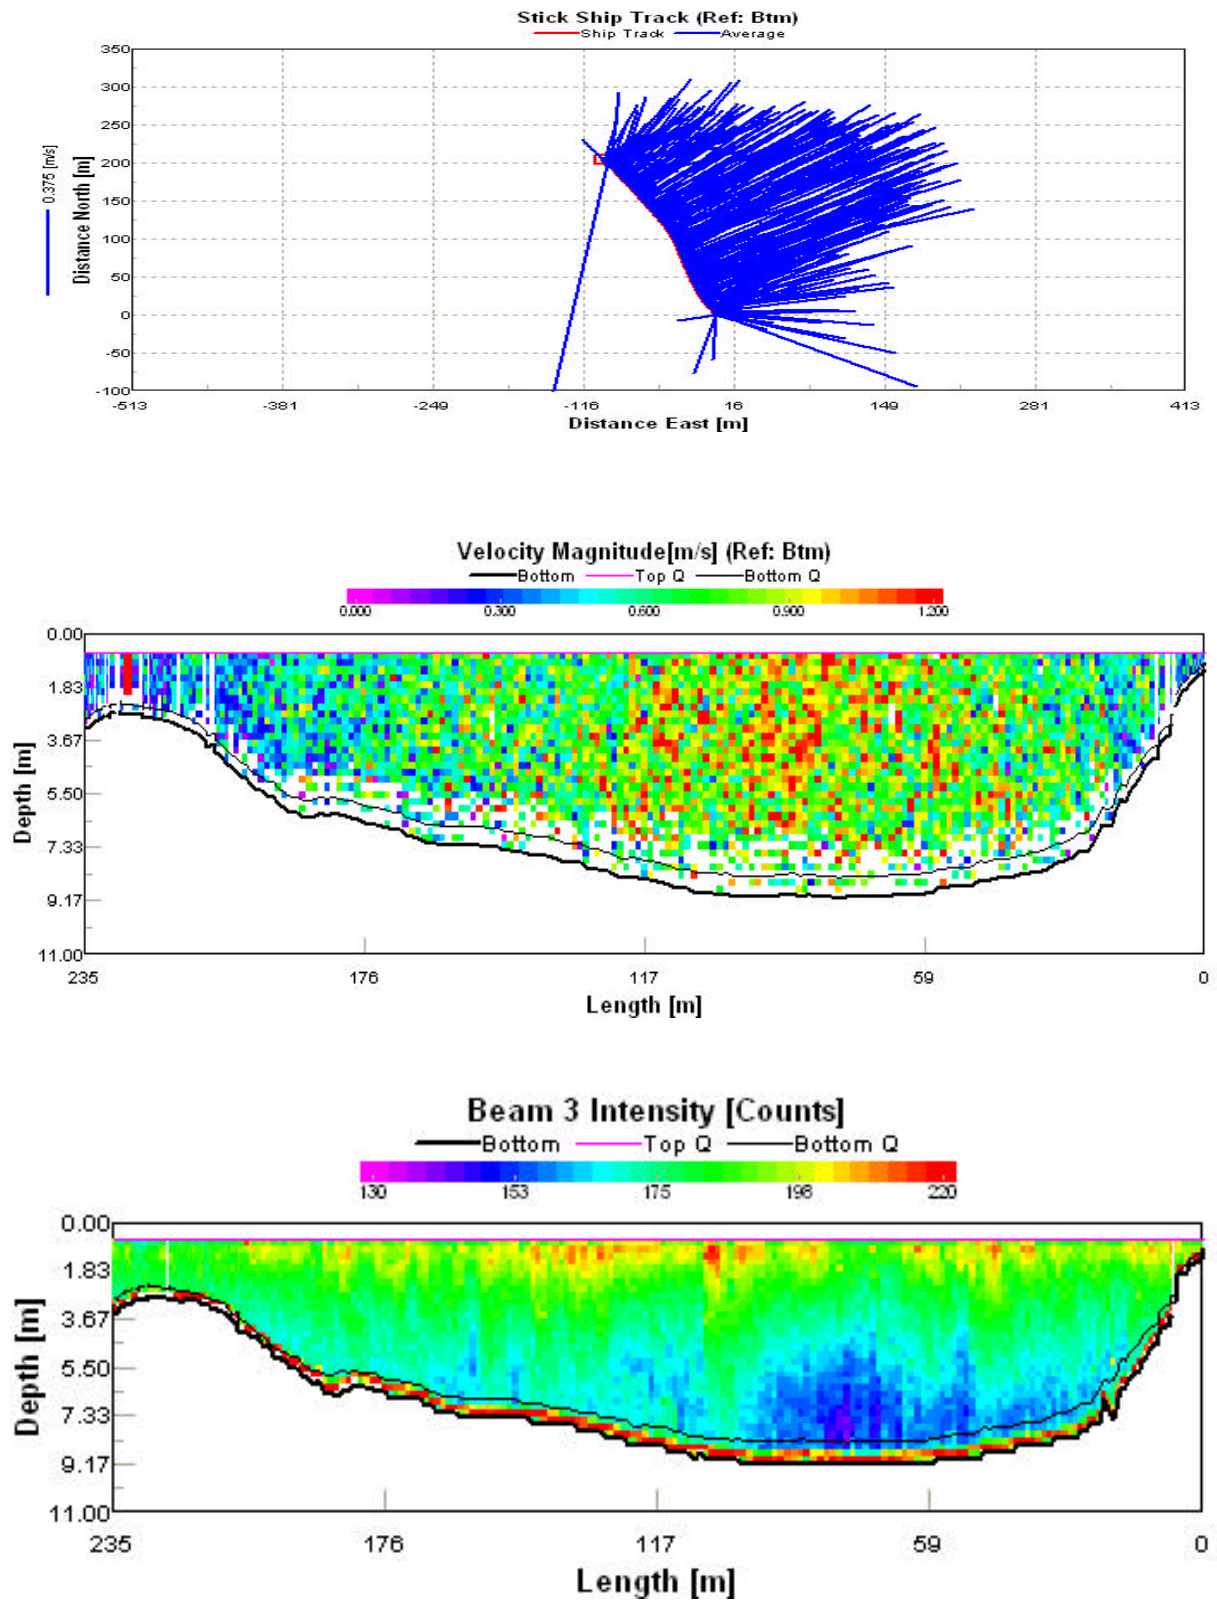 Stick Ship Track (Ref: Btm)
Ship Track Average
350
300
250
200
150
100
50
0
-50
-100
0.375 [m/s]
Distance North [m]
-513 -381 -249 -116 16 149 281 413
Distance East [m]
Velocity Magnitude[m/s] (Ref: Btm)
Bottom Top Q Bottom Q
0.000 0.300 0.600 0.900 1.200
0.00
1.83
3.67
5.50
7.33
9.17
11.00
Depth [m]
235 176 117 59 0
Length [m]
Beam 3 Intensity [Counts]
Bottom Top Q Bottom Q
130 153 175 198 220
0.00
1.83
3.67
5.50
7.33
9.17
11.00
Depth [m]
235 176 117 59 0
Length [m]